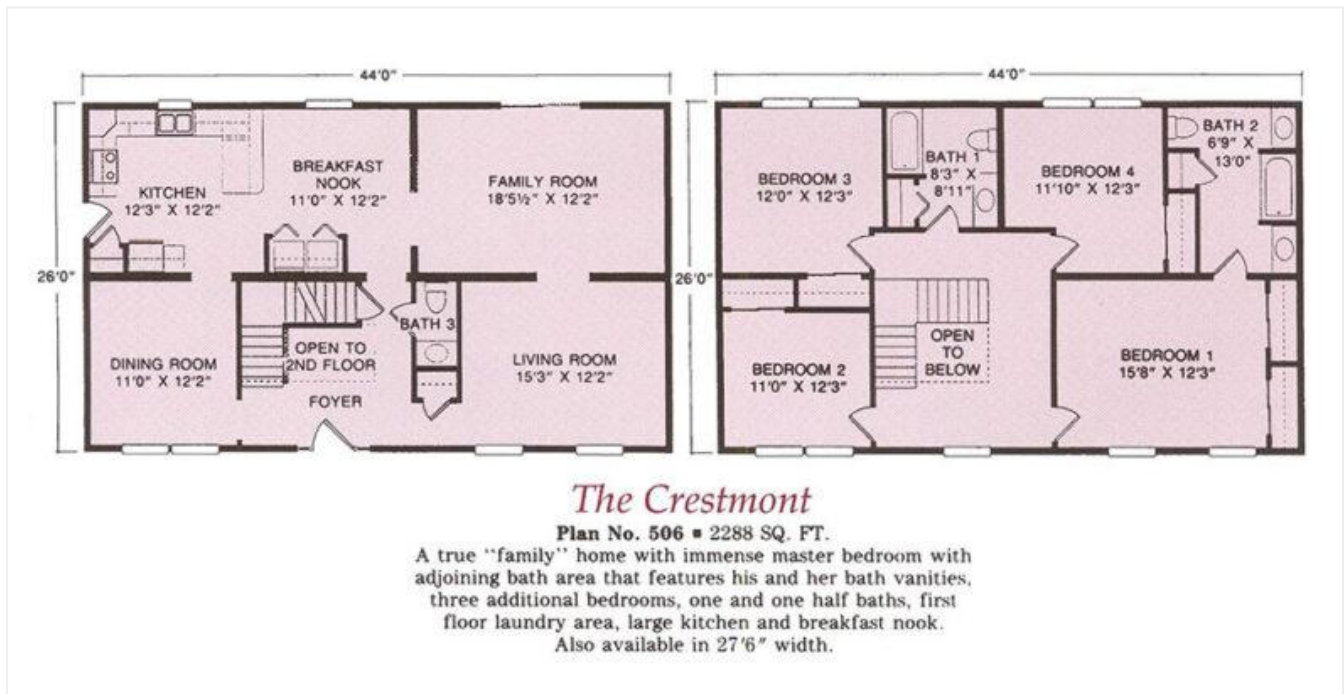 44'0"
44'0"
26'0"
KITCHEN
12'3" X 12'2"
BREAKFAST
NOOK
11'0" X 12'2"
FAMILY ROOM
18'5½" X 12'2"
DINING ROOM
11'0" X 12'2"
OPEN TO
2ND FLOOR
FOYER
BATH 3
LIVING ROOM
15'3" X 12'2"
26'0"
BEDROOM 3
12'0" X 12'3"
BATH 1
8'3" X
8'11"
BEDROOM 4
11'10" X 12'3"
BATH 2
6'9" X
13'0"
BEDROOM 2
11'0" X 12'3"
OPEN
TO
BELOW
BEDROOM 1
15'8" X 12'3"
The Crestmont
Plan No. 506 ▪ 2288 SQ. FT.
A true "family" home with immense master bedroom with
adjoining bath area that features his and her bath vanities,
three additional bedrooms, one and one half baths, first
floor laundry area, large kitchen and breakfast nook.
Also available in 27'6" width.